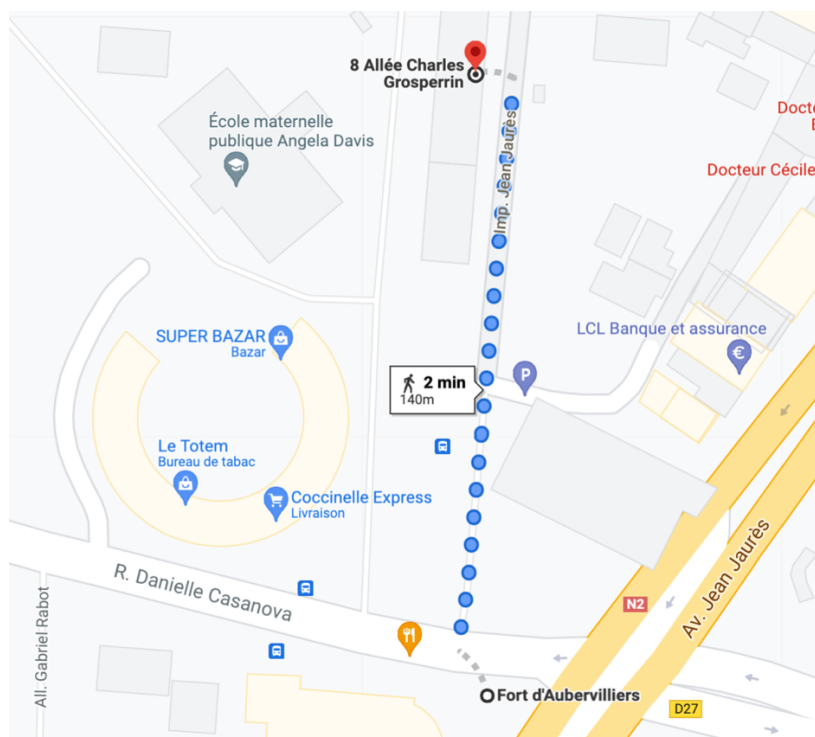 8 Allée Charles
Grosperrin
École maternelle
publique Angela Davis
Imp. Jean Jaurès
Docte
Docteur Cécile
SUPER BAZAR
Bazar
LCL Banque et assurance
€
P
2 min
140m
Le Totem
Bureau de tabac
Coccinelle Express
Livraison
R. Danielle Casanova
All. Gabriel Rabot
N2
Av. Jean Jaurès
Fort d'Aubervilliers
D27